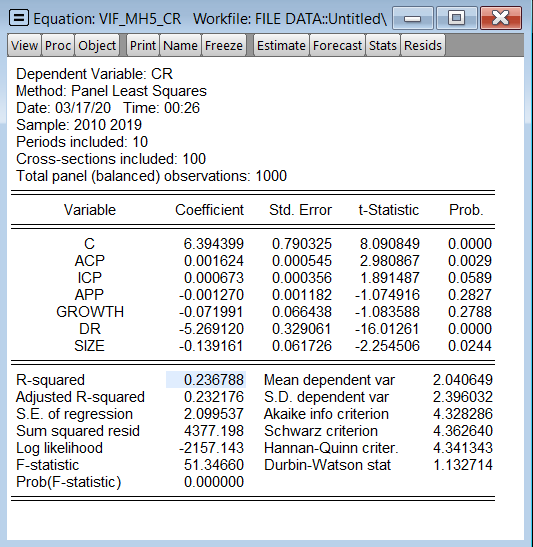 Equation: VIF_MH5_CR Workfile: FILE DATA::Untitled\
View Proc Object Print Name Freeze Estimate Forecast Stats Resids
Dependent Variable: CR
Method: Panel Least Squares
Date: 03/17/20 Time: 00:26
Sample: 2010 2019
Periods included: 10
Cross-sections included: 100
Total panel (balanced) observations: 1000
Variable Coefficient Std. Error t-Statistic Prob.
C 6.394399 0.790325 8.090849 0.0000
ACP 0.001624 0.000545 2.980867 0.0029
ICP 0.000673 0.000356 1.891487 0.0589
APP -0.001270 0.001182 -1.074916 0.2827
GROWTH -0.071991 0.066438 -1.083588 0.2788
DR -5.269120 0.329061 -16.01261 0.0000
SIZE -0.139161 0.061726 -2.254506 0.0244
R-squared 0.236788 Mean dependent var 2.040649
Adjusted R-squared 0.232176 S.D. dependent var 2.396032
S.E. of regression 2.099537 Akaike info criterion 4.328286
Sum squared resid 4377.198 Schwarz criterion 4.362640
Log likelihood -2157.143 Hannan-Quinn criter. 4.341343
F-statistic 51.34660 Durbin-Watson stat 1.132714
Prob(F-statistic) 0.000000